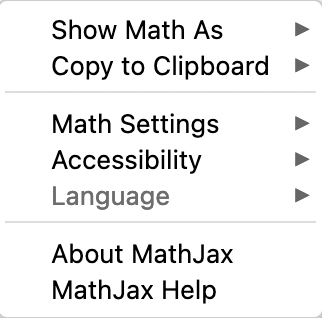 Show Math As
Copy to Clipboard
Math Settings
Accessibility
Language
About MathJax
MathJax Help